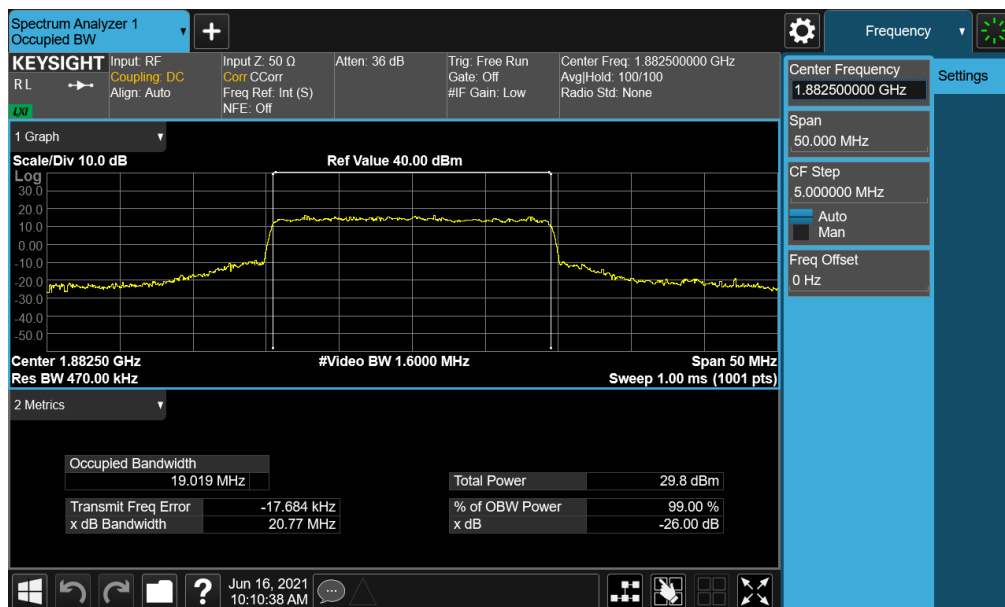 Spectrum Analyzer 1
Occupied BW
Frequency
KEYSIGHT
RL
LXI
Input: RF
Coupling: DC
Align: Auto
Input Z: 50 Ω
Corr CCorr
Freq Ref: Int (S)
NFE: Off
Atten: 36 dB
Trig: Free Run
Gate: Off
#IF Gain: Low
Center Freq: 1.882500000 GHz
Avg|Hold: 100/100
Radio Std: None
Center Frequency
1.882500000 GHz
Settings
Span
50.000 MHz
CF Step
5.000000 MHz
Auto
Man
Freq Offset
0 Hz
1 Graph
Scale/Div 10.0 dB
Ref Value 40.00 dBm
Log
30.0
20.0
10.0
0.00
-10.0
-20.0
-30.0
-40.0
-50.0
Center 1.88250 GHz
#Video BW 1.6000 MHz
Span 50 MHz
Res BW 470.00 kHz
Sweep 1.00 ms (1001 pts)
2 Metrics
Occupied Bandwidth
19.019 MHz
Total Power 29.8 dBm
Transmit Freq Error -17.684 kHz
% of OBW Power 99.00 %
x dB Bandwidth 20.77 MHz
x dB -26.00 dB
?
Jun 16, 2021
10:10:38 AM